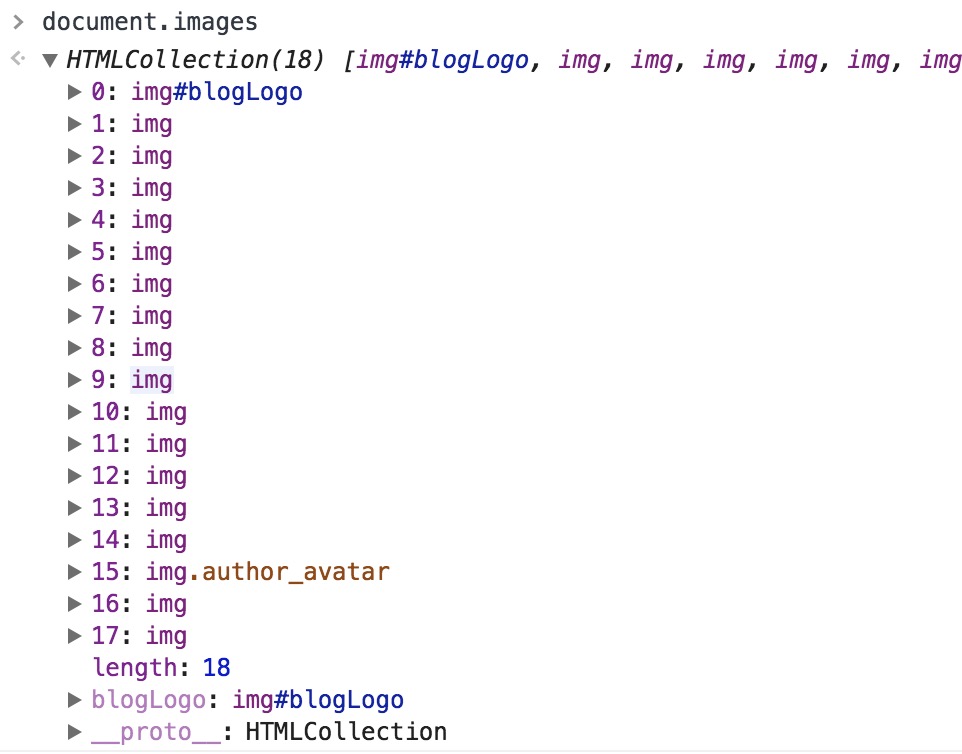 > document.images
HTMLCollection(18) [img#blogLogo, img, img, img, img, img, img
0: img#blogLogo
1: img
2: img
3: img
4: img
5: img
6: img
7: img
8: img
9: img
10: img
11: img
12: img
13: img
14: img
15: img.author_avatar
16: img
17: img
length: 18
blogLogo: img#blogLogo
__proto__: HTMLCollection